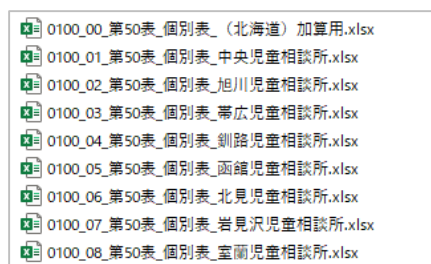 0100_00_第50表_個別表_（北海道）加算用.xlsx
0100_01_第50表_個別表_中央児童相談所.xlsx
0100_02_第50表_個別表_旭川児童相談所.xlsx
0100_03_第50表_個別表_帯広児童相談所.xlsx
0100_04_第50表_個別表_釧路児童相談所.xlsx
0100_05_第50表_個別表_函館児童相談所.xlsx
0100_06_第50表_個別表_北見児童相談所.xlsx
0100_07_第50表_個別表_岩見沢児童相談所.xlsx
0100_08_第50表_個別表_室蘭児童相談所.xlsx